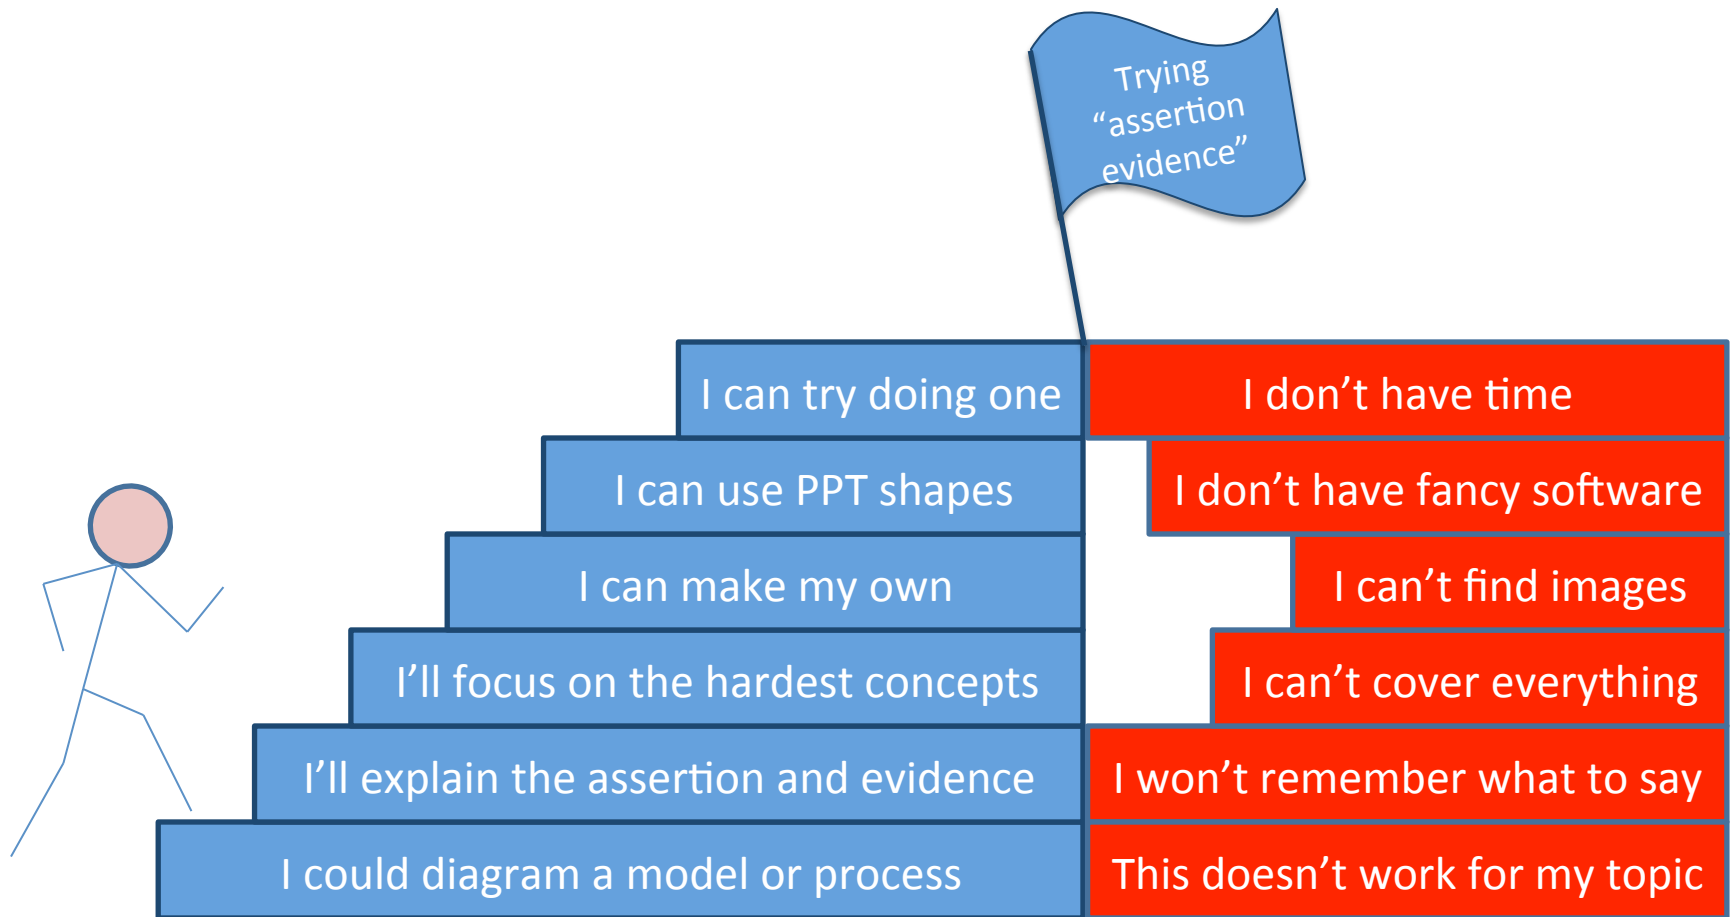 Trying
“assertion
evidence”
I can try doing one
I don’t have time
I can use PPT shapes
I don’t have fancy software
I can make my own
I can’t find images
I’ll focus on the hardest concepts
I can’t cover everything
I’ll explain the assertion and evidence
I won’t remember what to say
I could diagram a model or process
This doesn’t work for my topic